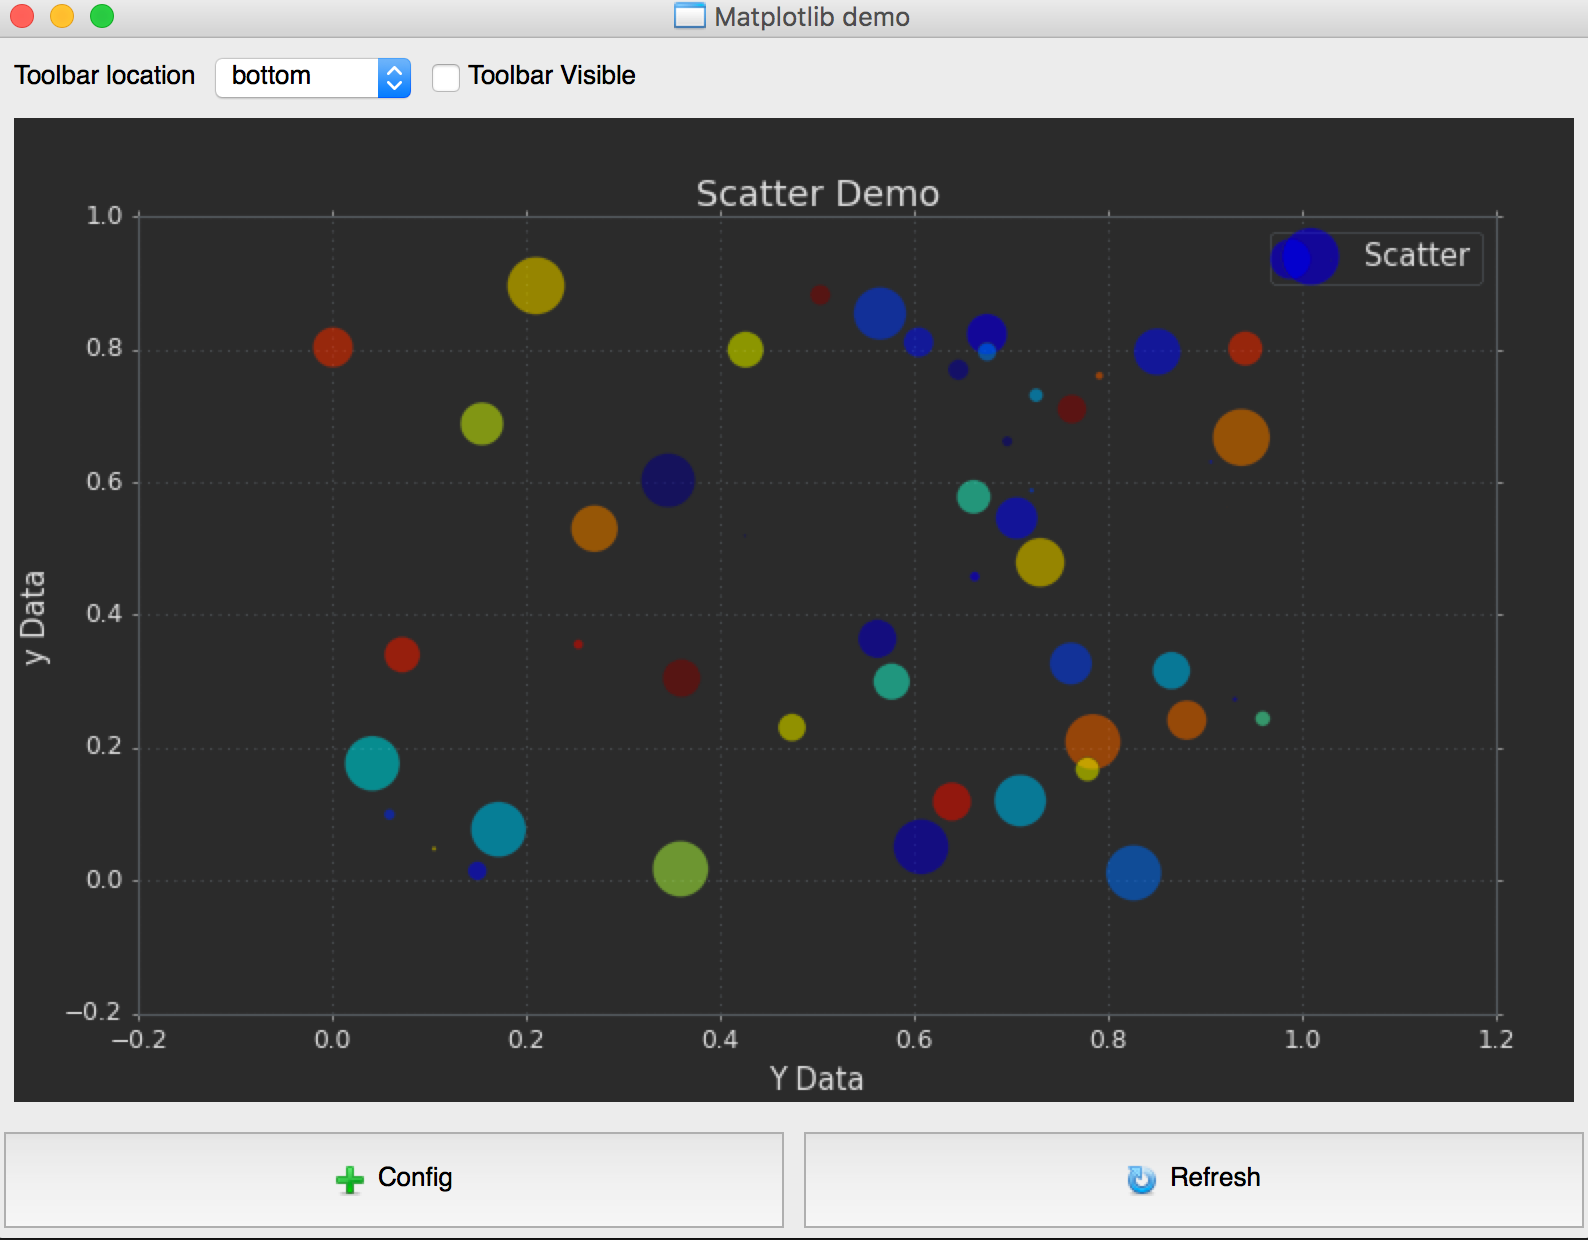 Matplotlib demo
Toolbar location bottom Toolbar Visible
Scatter Demo
Scatter
1.0
0.8
0.6
0.4
0.2
0.0
−0.2
y Data
−0.2 0.0 0.2 0.4 0.6 0.8 1.0 1.2
Y Data
Config Refresh